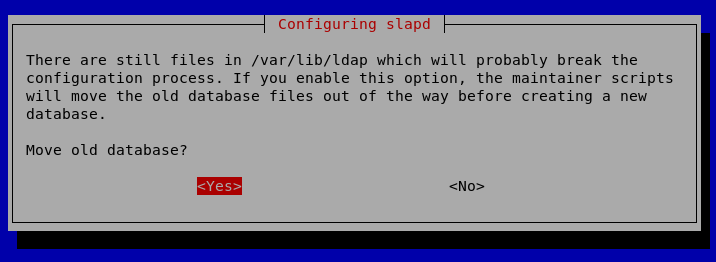 Configuring slapd
There are still files in /var/lib/ldap which will probably break the
configuration process. If you enable this option, the maintainer scripts
will move the old database files out of the way before creating a new
database.
Move old database?
<Yes> <No>